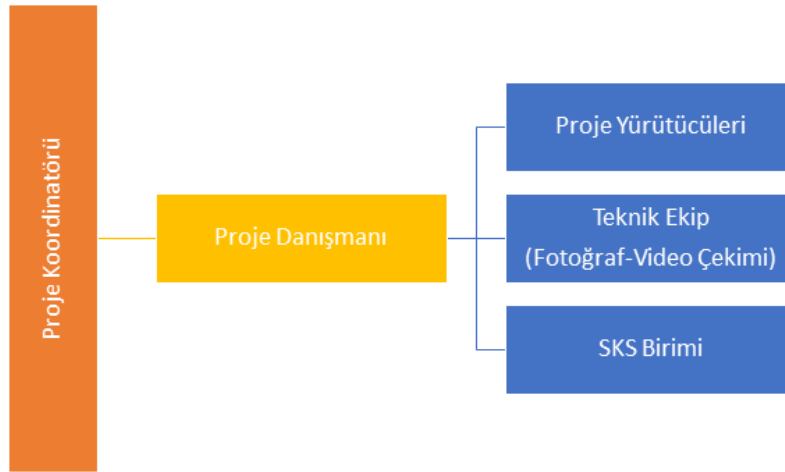 Proje Koordinatörü
Proje Danışmanı
Proje Yürütücüleri
Teknik Ekip
(Fotoğraf-Video Çekimi)
SKS Birimi